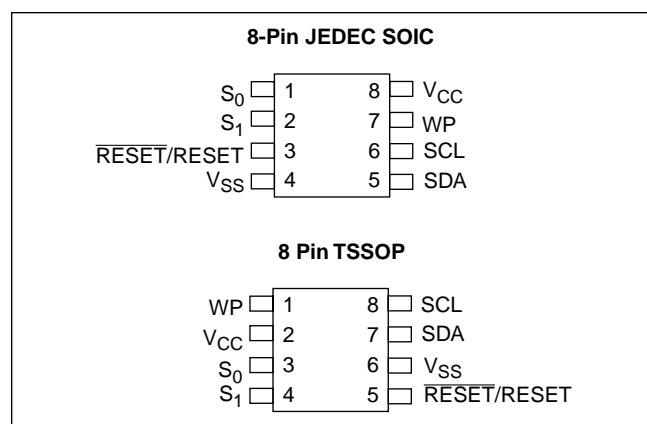 8-Pin JEDEC SOIC
S0 1 8 VCC
S1 2 7 WP
R̅E̅S̅E̅T̅/RESET 3 6 SCL
VSS 4 5 SDA
8 Pin TSSOP
WP 1 8 SCL
VCC 2 7 SDA
S0 3 6 VSS
S1 4 5 R̅E̅S̅E̅T̅/RESET